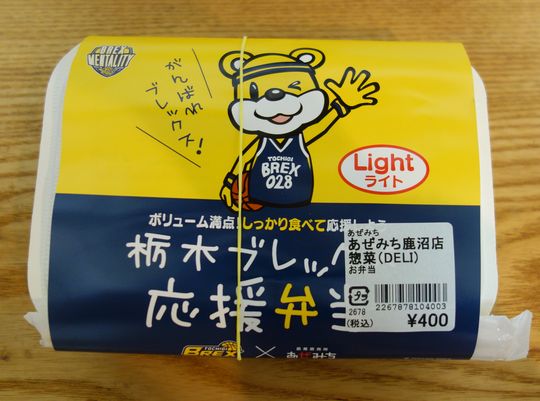 BREX
MENTALITY
がんばれ
ブレックス!
TOCHIGI
BREX
028
Light
ライト
ボリューム満点!しっかり食べて応援しよう
栃木ブレック
応援弁当
TOCHIGI
BREX
×
あぜみち
あぜみち
あぜみち鹿沼店
惣菜(DELI)
お弁当
2678
2267878104003
(税込)
¥400